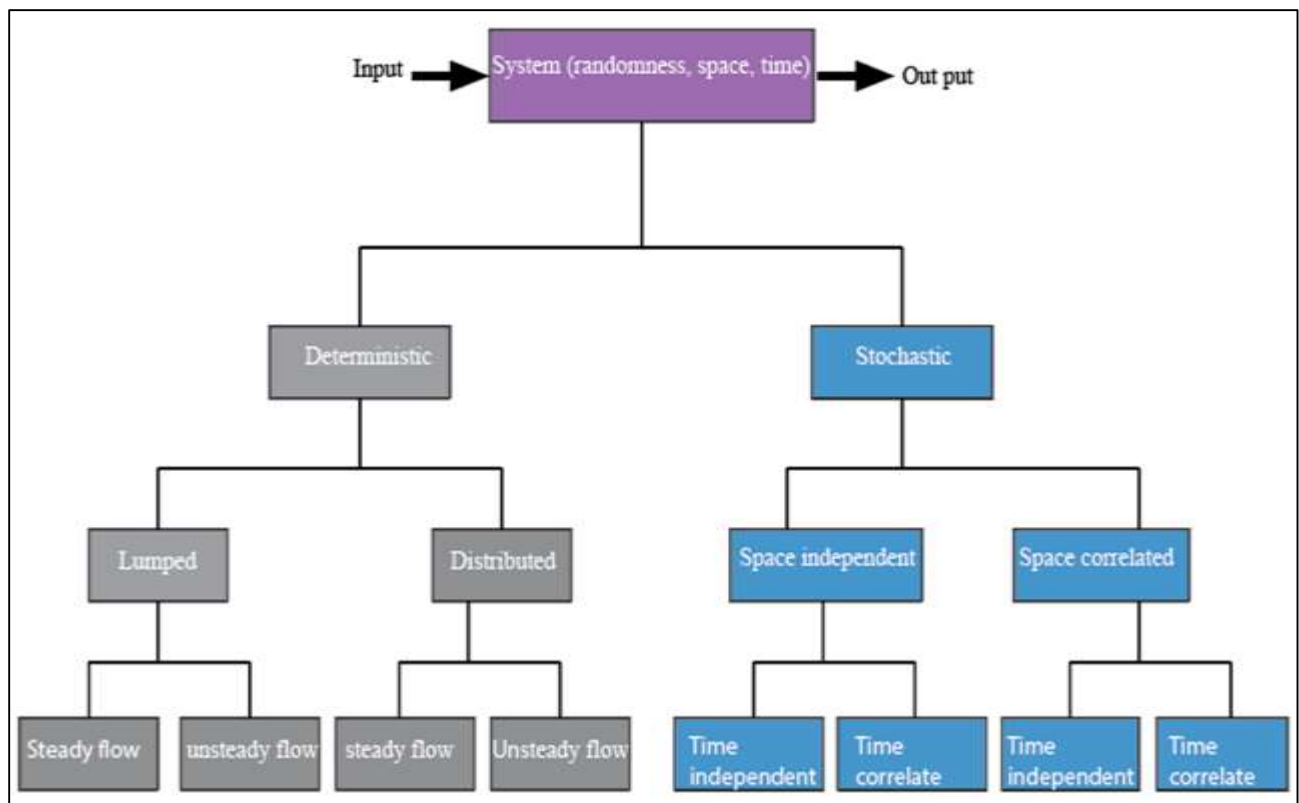 Input
System (randomness, space, time)
Out put
Deterministic
Stochastic
Lumped
Distributed
Space independent
Space correlated
Steady flow
unsteady flow
steady flow
Unsteady flow
Time
independent
Time
correlate
Time
independent
Time
correlate